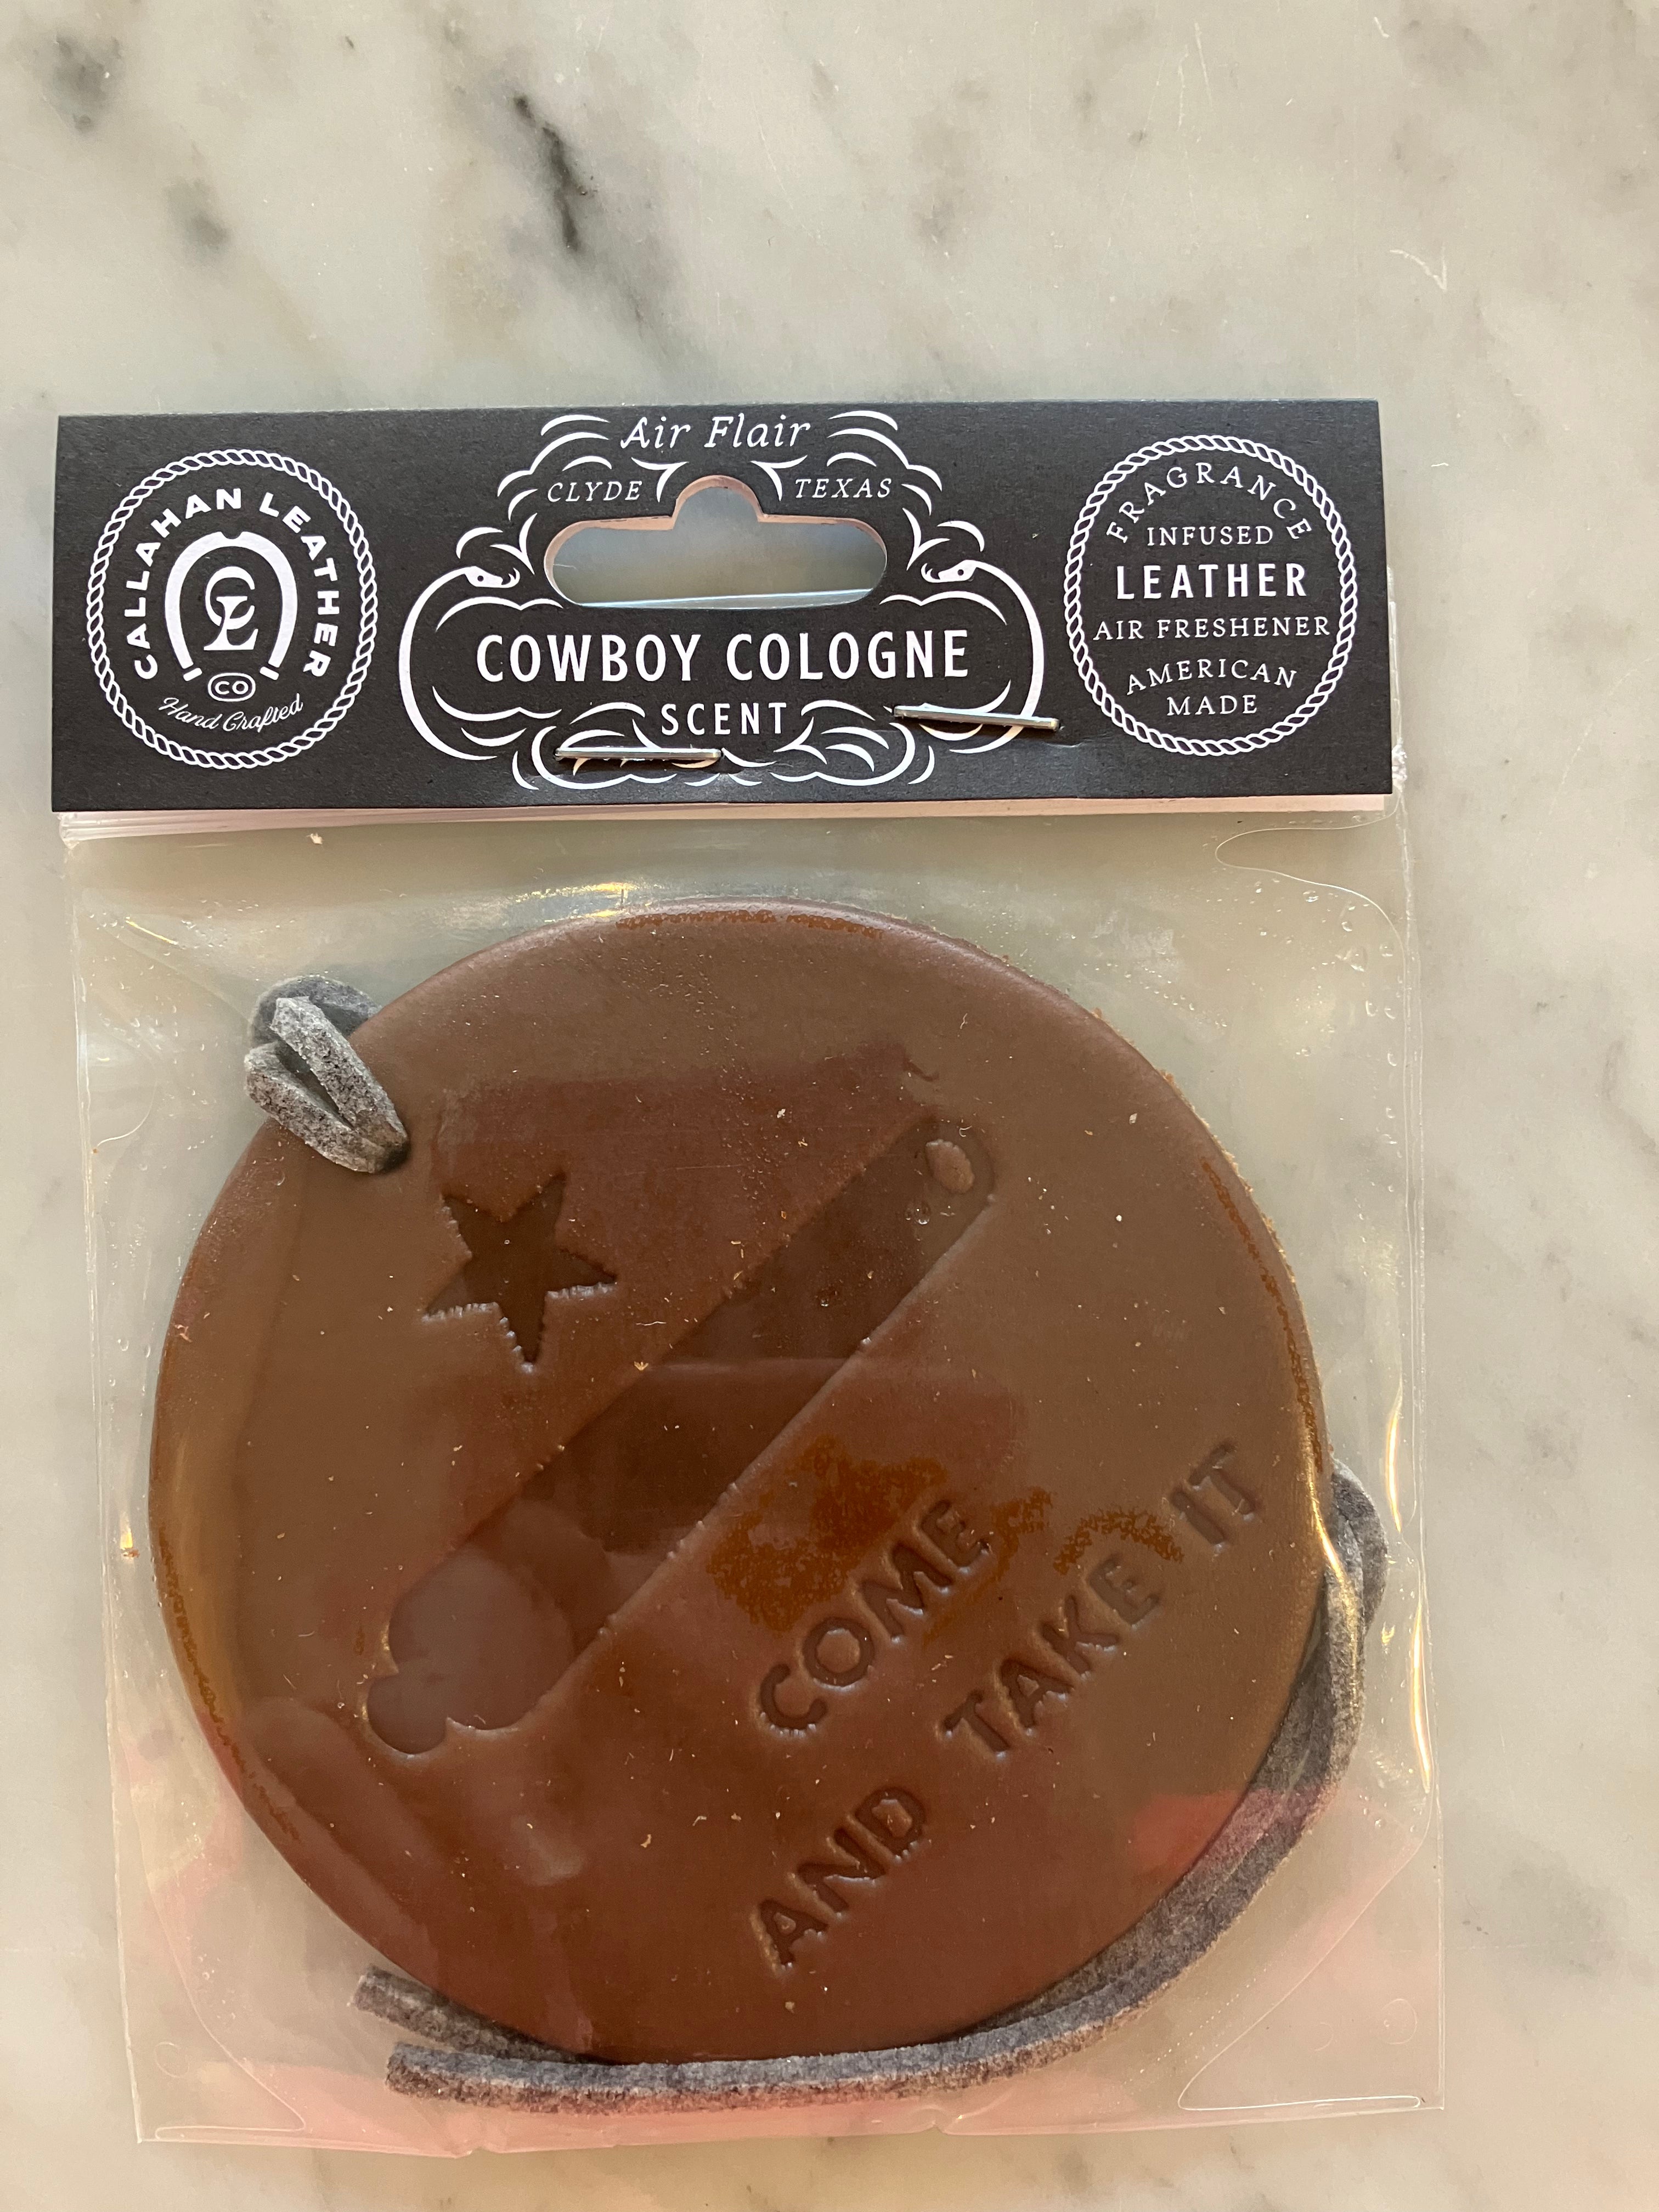 CALLAHAN LEATHER
CL
CO
Hand Crafted
Air Flair
CLYDE TEXAS
COWBOY COLOGNE
SCENT
FRAGRANCE
INFUSED
LEATHER
AIR FRESHENER
AMERICAN
MADE
COME
AND TAKE IT